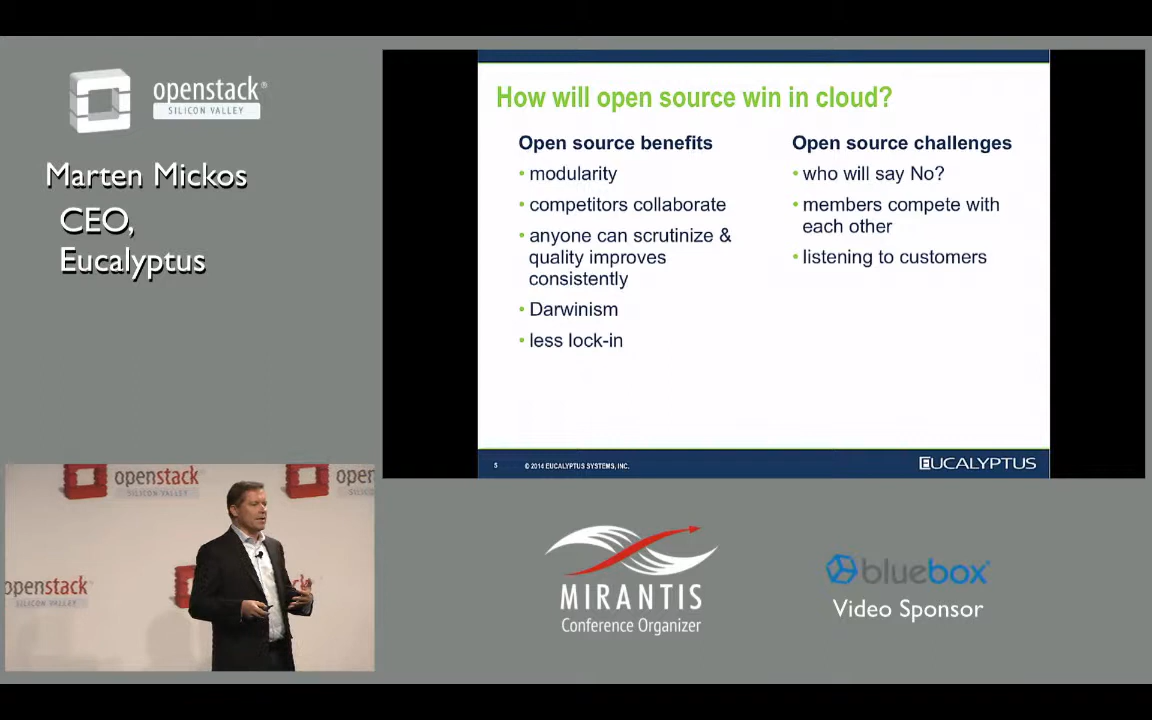 openstack®
SILICON VALLEY
Marten Mickos
CEO,
Eucalyptus
How will open source win in cloud?
Open source benefits
• modularity
• competitors collaborate
• anyone can scrutinize &
quality improves
consistently
• Darwinism
• less lock-in
Open source challenges
• who will say No?
• members compete with
each other
• listening to customers
5
© 2014 EUCALYPTUS SYSTEMS, INC.
EUCALYPTUS
openstack
SILICON VALLEY
open
openstack
SILICON VALLEY
MIRANTIS
Conference Organizer
bluebox
Video Sponsor